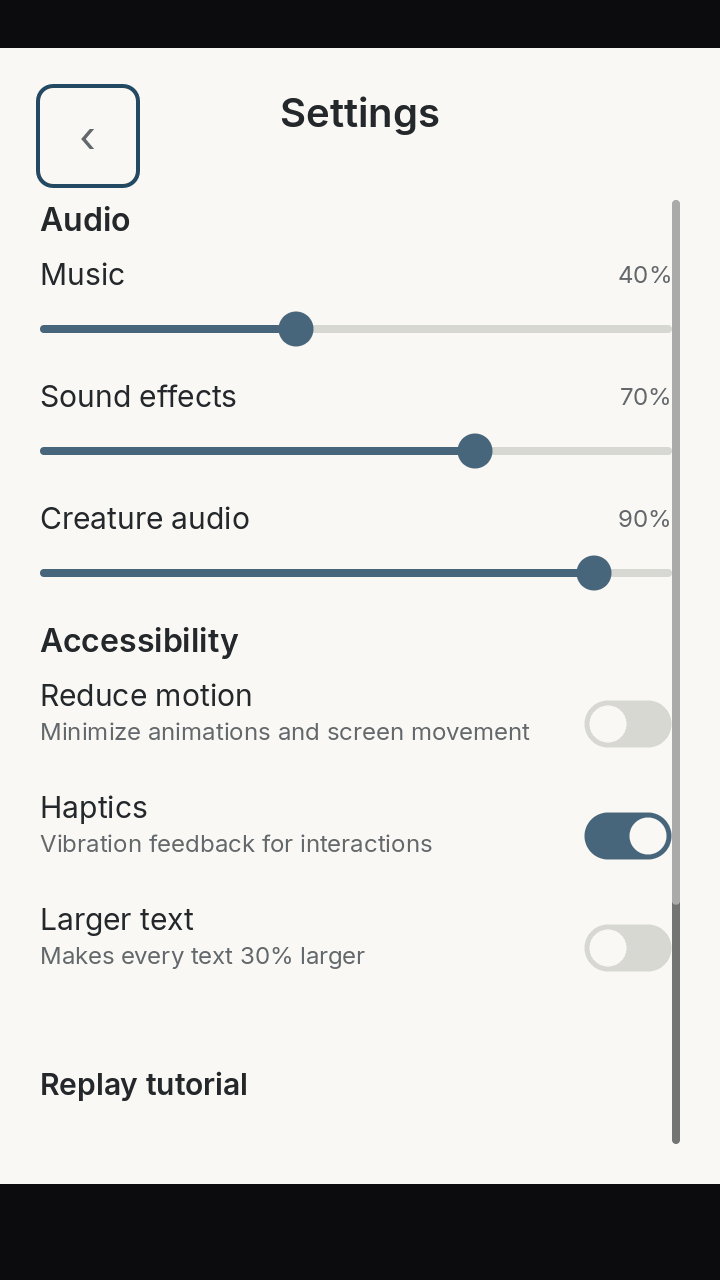 ‹
Settings
Audio
Music
40%
Sound effects
70%
Creature audio
90%
Accessibility
Reduce motion
Minimize animations and screen movement
Haptics
Vibration feedback for interactions
Larger text
Makes every text 30% larger
Replay tutorial